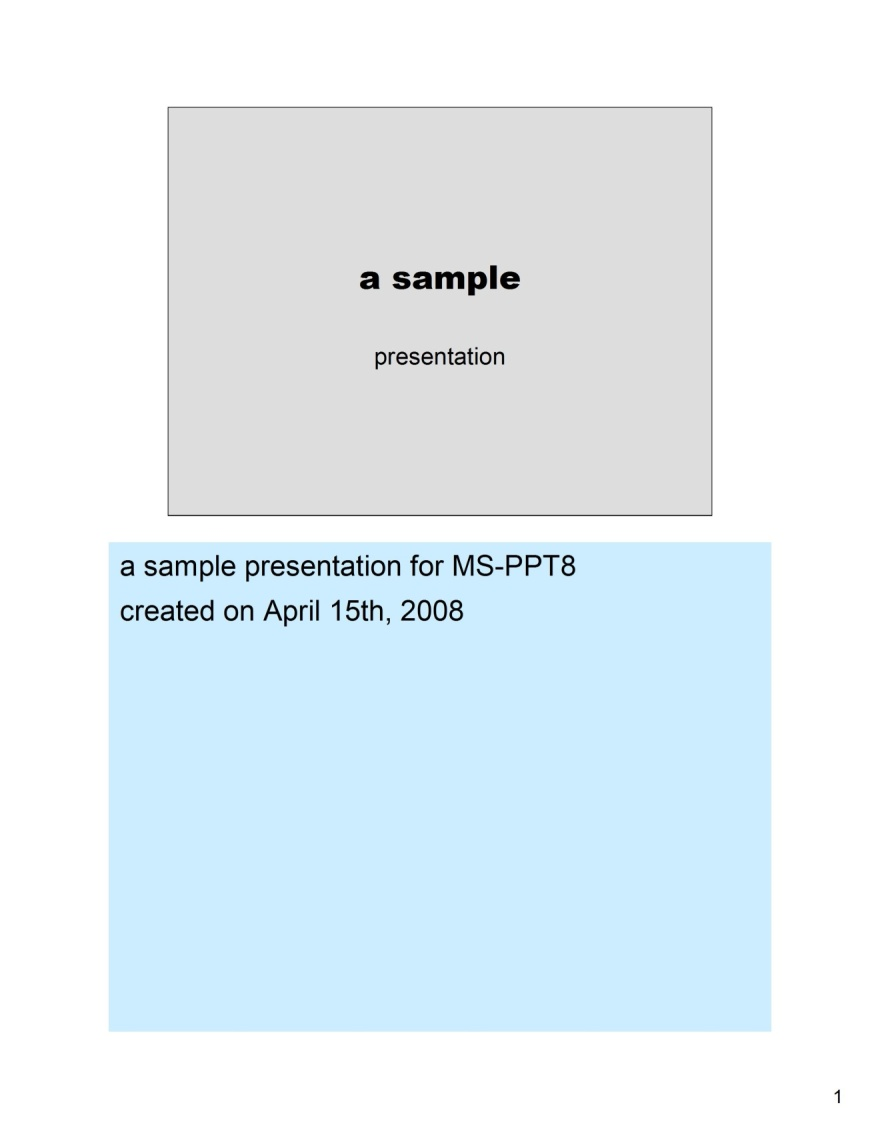 a sample
presentation
a sample presentation for MS-PPT8
created on April 15th, 2008
1